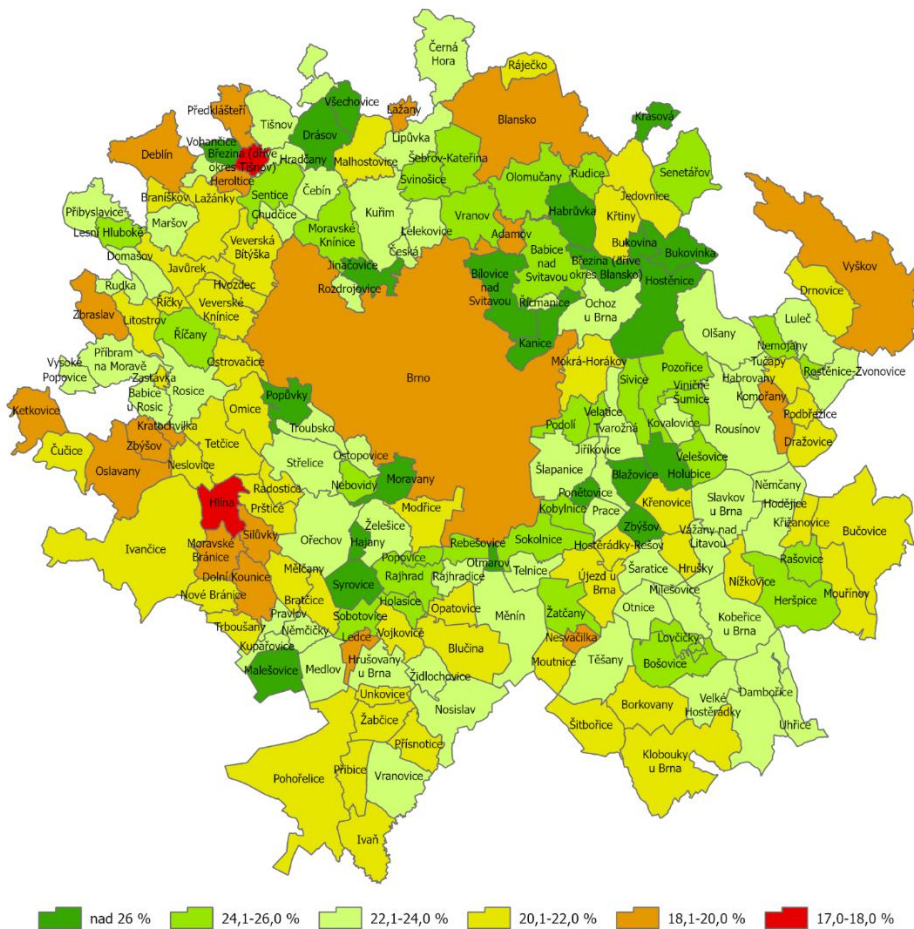 Černá
Hora
Ráječko
Předklášteří
Všechovice
Lažany
Blansko
Krasová
Tišnov
Vohančice
Drásov
Lipůvka
Březina (dříve
okres Tišnov)
Hradčany
Malhostovice
Šebrov-Kateřina
Deblín
Heroltice
Svinošice
Olomučany
Rudice
Senetářov
Lažánky
Sentice
Čebín
Braníškov
Jedovnice
Přibyslavice
Maršov
Chudčice
Kuřim
Vranov
Habrůvka
Křtiny
Lesní Hluboké
Veverská
Bítýška
Moravské
Knínice
Lelekovice
Adamov
Babice
nad
Svitavou
Bukovina
Bukovinka
Domašov
Javůrek
Česká
Jinačovice
Březina (dříve
okres Blansko)
Vyškov
Rudka
Hvozdec
Rozdrojovice
Bílovice
nad
Svitavou
Hostěnice
Říčky
Veverské
Knínice
Řícmanice
Drnovice
Zbraslav
Litostrov
Ochoz
u Brna
Luleč
Říčany
Olšany
Kanice
Nemojany
Vysoké
Popovice
Příbram
na Moravě
Ostrovačice
Mokrá-Horákov
Tučapy
Zastávka
Pozořice
Rostěnice-Zvonovice
Babice
u Rosic
Rosice
Brno
Sivice
Viničné
Šumice
Habrovany
Komořany
Popůvky
Omice
Velatice
Podbřežice
Ketkovice
Kratochvilka
Troubsko
Podolí
Tvarožná
Kovalovice
Rousínov
Zbýšov
Tetčice
Dražovice
Čučice
Neslovice
Střelice
Ostopovice
Jiříkovice
Velešovice
Oslavany
Nebovidy
Moravany
Šlapanice
Blažovice
Holubice
Němčany
Radostice
Ponětovice
Hlína
Prštice
Modřice
Kobylnice
Prace
Křenovice
Slavkov
u Brna
Hodějice
Želešice
Zbýšov
Křižanovice
Bučovice
Ivančice
Silůvky
Ořechov
Hajany
Rebešovice
Sokolnice
Hostěrádky-Rešov
Vážany nad
Litavou
Moravské
Bránice
Popovice
Otmarov
Rašovice
Mělčany
Rajhrad
Rajhradice
Telnice
Šaratice
Hrušky
Dolní Kounice
Syrovice
Újezd u
Brna
Milešovice
Nížkovice
Mouřínov
Nové Bránice
Bratčice
Holasice
Heršpice
Pravlov
Sobotovice
Opatovice
Žatčany
Otnice
Kobeřice
u Brna
Trboušany
Němčičky
Vojkovice
Měnín
Kupařovice
Ledce
Blučina
Nesvačilka
Lovčičky
Malešovice
Medlov
Hrušovany
u Brna
Moutnice
Těšany
Bošovice
Židlochovice
Unkovice
Nosislav
Velké
Hostěrádky
Dambořice
Žabčice
Šitbořice
Borkovany
Uhřice
Přísnotice
Pohořelice
Přibice
Vranovice
Klobouky
u Brna
Ivaň
nad 26 %
24,1-26,0 %
22,1-24,0 %
20,1-22,0 %
18,1-20,0 %
17,0-18,0 %